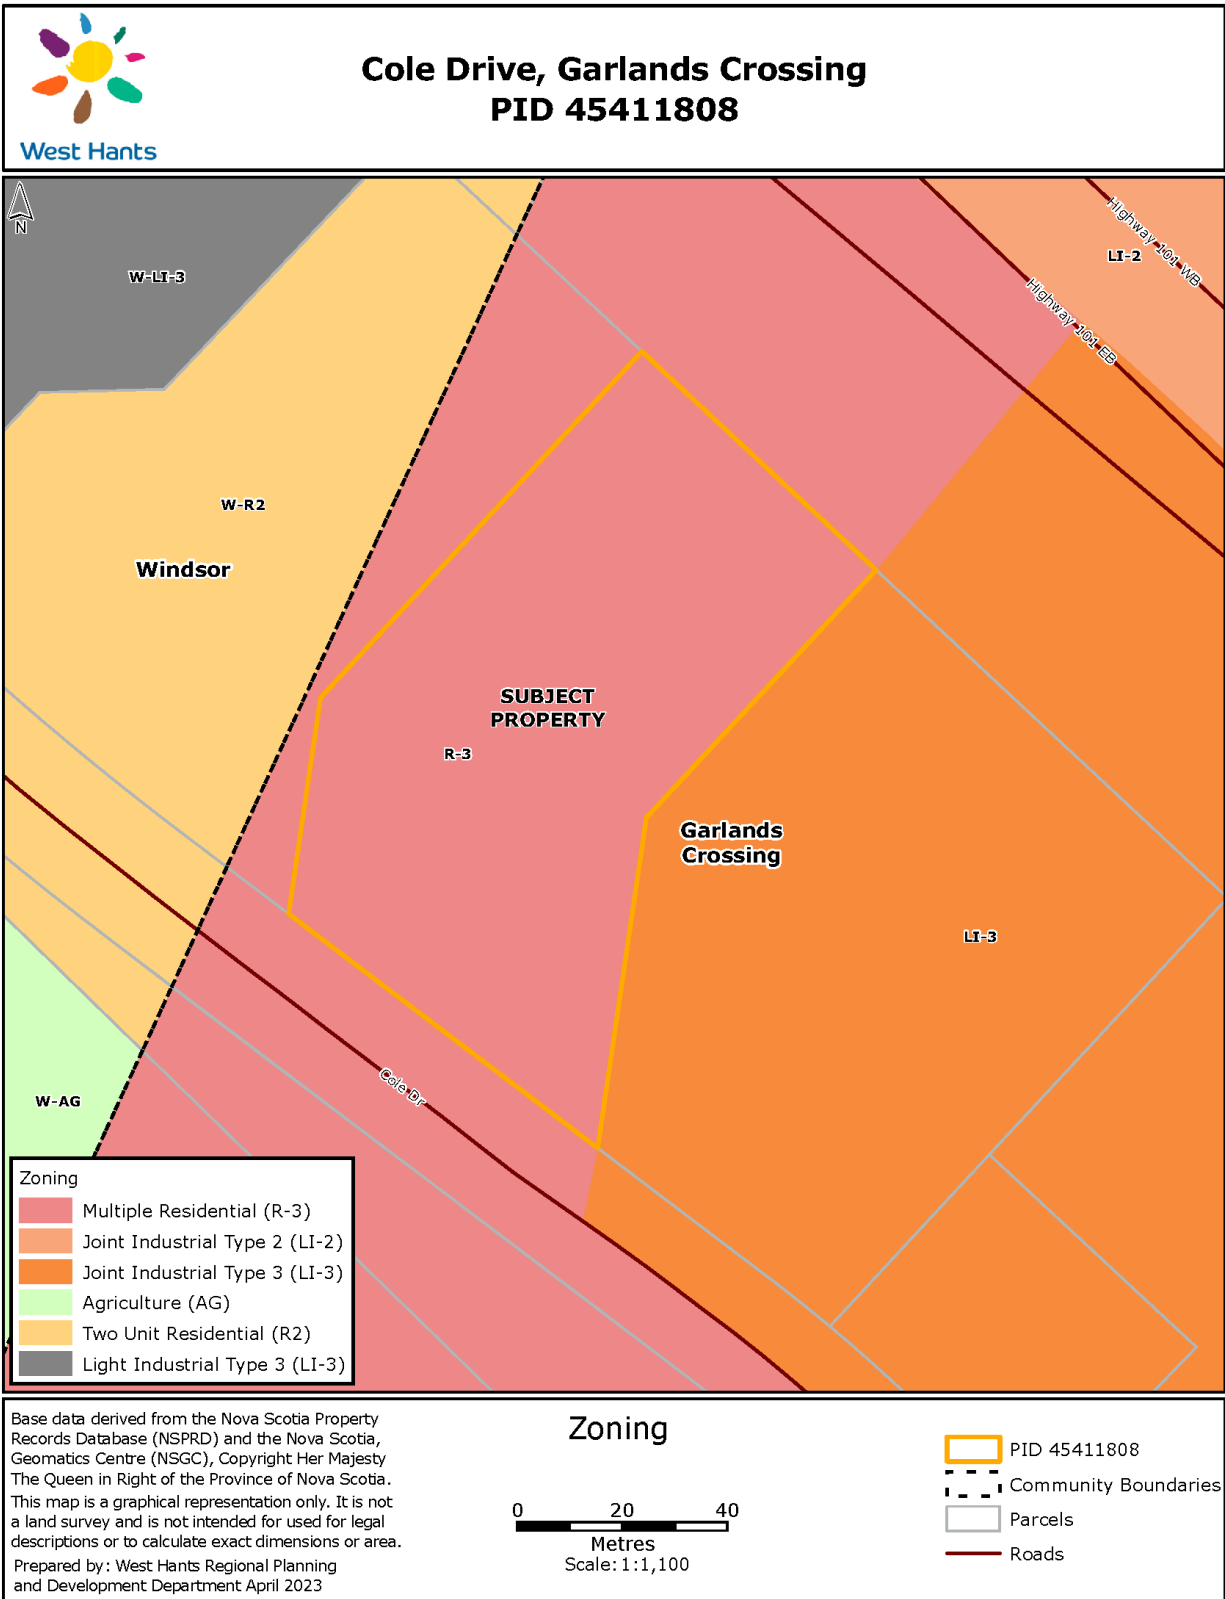 West Hants
Cole Drive, Garlands Crossing
PID 45411808
N
W-LI-3
LI-2
Highway 101 WB
Highway 101 EB
W-R2
Windsor
SUBJECT
PROPERTY
R-3
Garlands
Crossing
LI-3
Cole Dr
W-AG
Zoning
Multiple Residential (R-3)
Joint Industrial Type 2 (LI-2)
Joint Industrial Type 3 (LI-3)
Agriculture (AG)
Two Unit Residential (R2)
Light Industrial Type 3 (LI-3)
Base data derived from the Nova Scotia Property
Records Database (NSPRD) and the Nova Scotia,
Geomatics Centre (NSGC), Copyright Her Majesty
The Queen in Right of the Province of Nova Scotia.
This map is a graphical representation only. It is not
a land survey and is not intended for used for legal
descriptions or to calculate exact dimensions or area.
Prepared by: West Hants Regional Planning
and Development Department April 2023
Zoning
0 20 40
Metres
Scale: 1:1,100
PID 45411808
Community Boundaries
Parcels
Roads